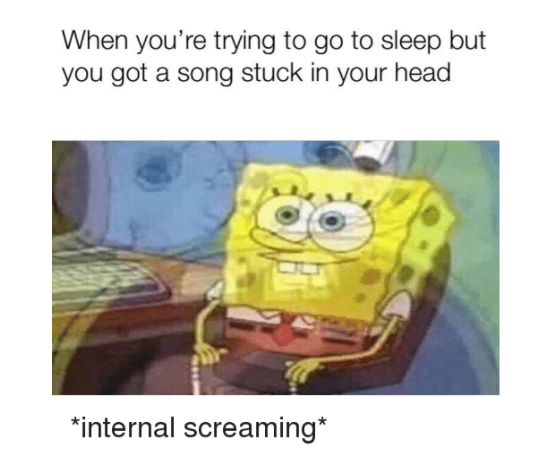 When you're trying to go to sleep but
you got a song stuck in your head
*internal screaming*